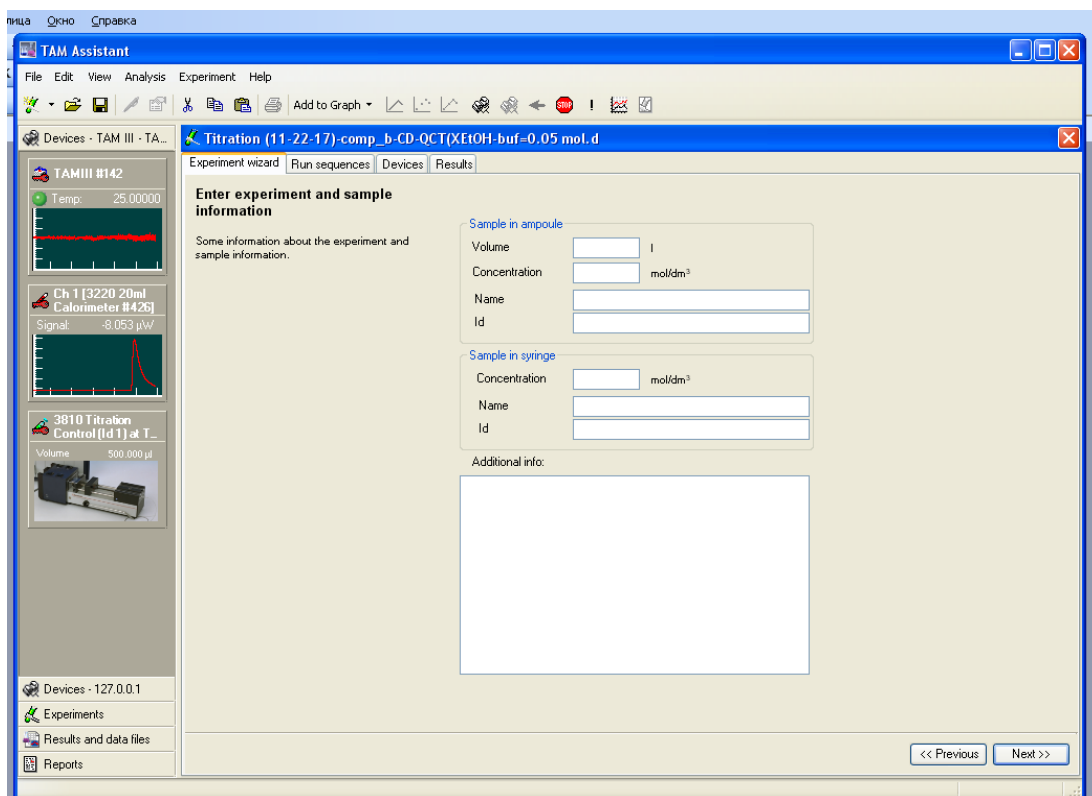 Окно Справка
TAM Assistant
File Edit View Analysis Experiment Help
Add to Graph STOP !
Devices - TAM III - TA...
Titration (11-22-17)-comp_b-CD-QCT(XEtOH-buf=0.05 mol.d
Experiment wizard Run sequences Devices Results
TAMIII #142
Temp: 25.00000
Ch 1 [3220 20ml
Calorimeter #426]
Signal: -8.053 µW
3810 Titration
Control (Id 1) at T...
Volume 500.000 µl
Devices - 127.0.0.1
Experiments
Results and data files
Reports
Enter experiment and sample
information
Some information about the experiment and
sample information.
Sample in ampoule
Volume l
Concentration mol/dm³
Name
Id
Sample in syringe
Concentration mol/dm³
Name
Id
Additional info:
<< Previous Next >>